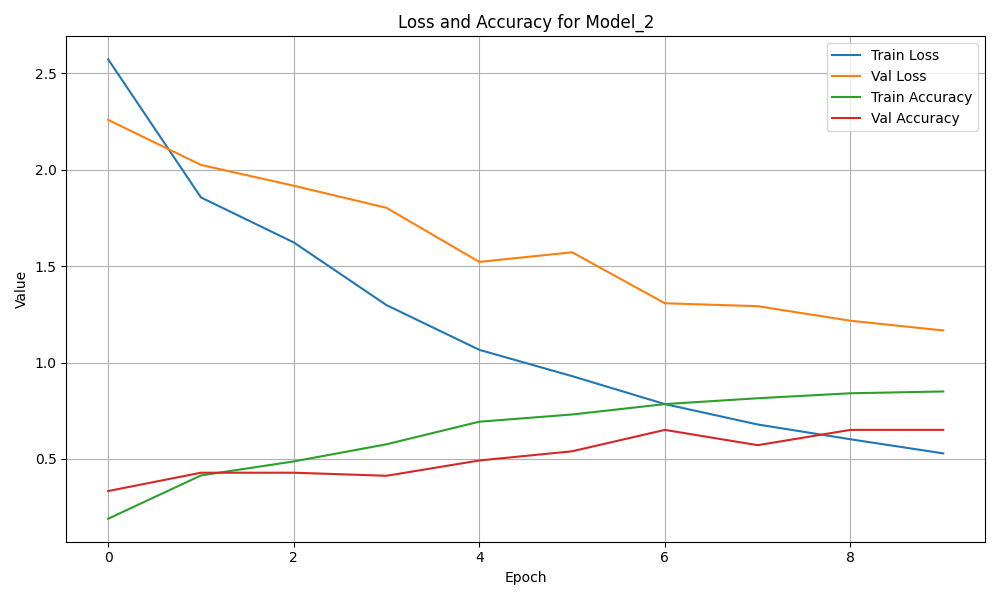 Loss and Accuracy for Model_2
Train Loss
Val Loss
Train Accuracy
Val Accuracy
Value
2.5
2.0
1.5
1.0
0.5
0 2 4 6 8
Epoch